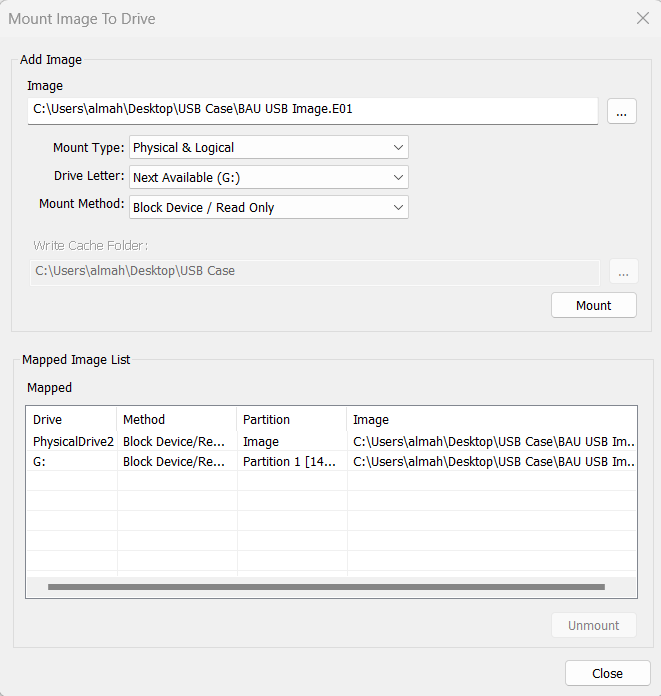 Mount Image To Drive
Add Image
Image
C:\Users\almah\Desktop\USB Case\BAU USB Image.E01
...
Mount Type: Physical & Logical
Drive Letter: Next Available (G:)
Mount Method: Block Device / Read Only
Write Cache Folder:
C:\Users\almah\Desktop\USB Case
...
Mount
Mapped Image List
Mapped
Drive Method Partition Image
PhysicalDrive2 Block Device/Re... Image C:\Users\almah\Desktop\USB Case\BAU USB Im...
G: Block Device/Re... Partition 1 [14... C:\Users\almah\Desktop\USB Case\BAU USB Im...
Unmount
Close